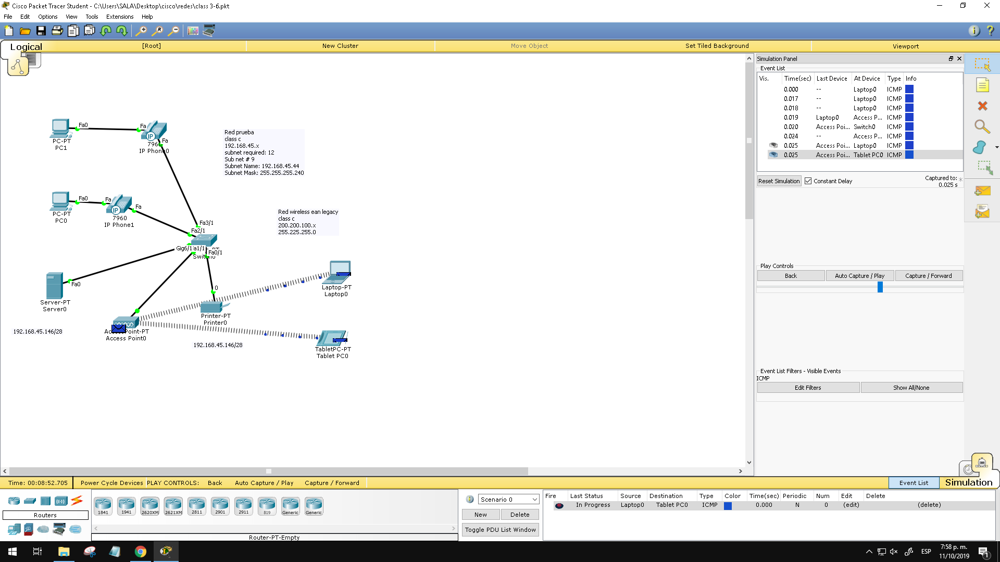 Cisco Packet Tracer Student - C:\Users\SALA\Desktop\cisco\redes\class 3-6.pkt
File Edit Options View Tools Extensions Help
Logical [Root] New Cluster Move Object Set Tiled Background Viewport
Simulation Panel
Event List
Vis. Time(sec) Last Device At Device Type Info
0.000 -- Laptop0 ICMP
0.017 -- Laptop0 ICMP
0.018 -- Laptop0 ICMP
0.019 Laptop0 Access P... ICMP
0.020 Access Poi... Switch0 ICMP
0.024 -- Access P... ICMP
0.025 Access Poi... Laptop0 ICMP
0.025 Access Poi... Tablet PC0 ICMP
Reset Simulation Constant Delay Captured to: *
0.025 s
Play Controls
Back Auto Capture / Play Capture / Forward
Event List Filters - Visible Events
ICMP
Edit Filters Show All/None
Fa0 Fa
PC-PT
PC1
7960 Fa
IP
IP Phone0
Red prueba
class c
192.168.45.x
subnet required: 12
Sub net # 9
Subnet Name: 192.168.45.44
Subnet Mask: 255.255.255.240
Fa0 Fa Fa
PC-PT
PC0
IP
7960
IP Phone1
Red wireless ean legacy
class c
200.200.100.x
255.225.255.0
Fa3/1
Fa2/1
Gig6/1 a1/1 PT
Fa0/1
Fa0
Server-PT
Server0
0
Printer-PT
Printer0
Laptop-PT
Laptop0
192.168.45.146/28
Point-PT
Access Point0
192.168.45.146/28
TabletPC-PT
Tablet PC0
Time: 00:08:52.705 Power Cycle Devices PLAY CONTROLS: Back Auto Capture / Play Capture / Forward Event List Simulation
Routers
1841 1941 2620XM 2621XM 2811 2901 2911 819 Generic Generic
Router-PT-Empty
Scenario 0
New Delete
Toggle PDU List Window
Fire Last Status Source Destination Type Color Time(sec) Periodic Num Edit Delete
In Progress Laptop0 Tablet PC0 ICMP 0.000 N 0 (edit) (delete)
ESP
7:58 p. m.
11/10/2019
1